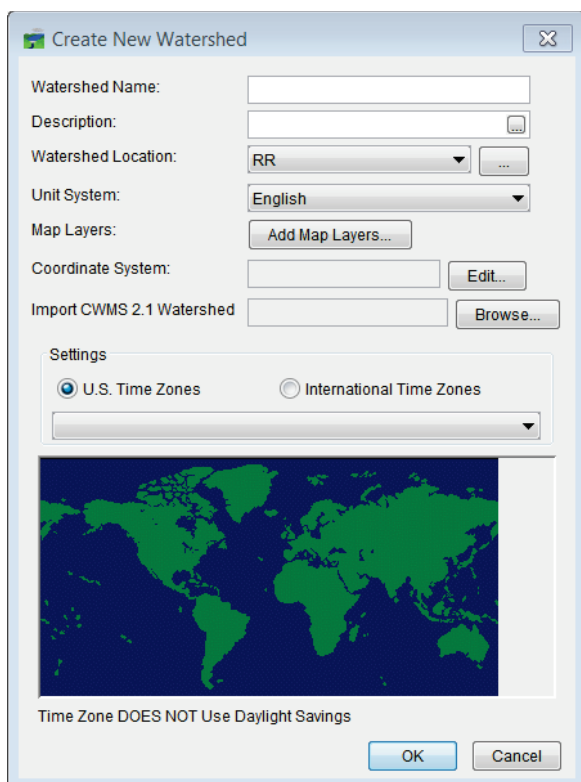 Create New Watershed
Watershed Name:
Description:
...
Watershed Location:
RR
...
Unit System:
English
Map Layers:
Add Map Layers...
Coordinate System:
Edit...
Import CWMS 2.1 Watershed
Browse...
Settings
U.S. Time Zones
International Time Zones
Time Zone DOES NOT Use Daylight Savings
OK
Cancel